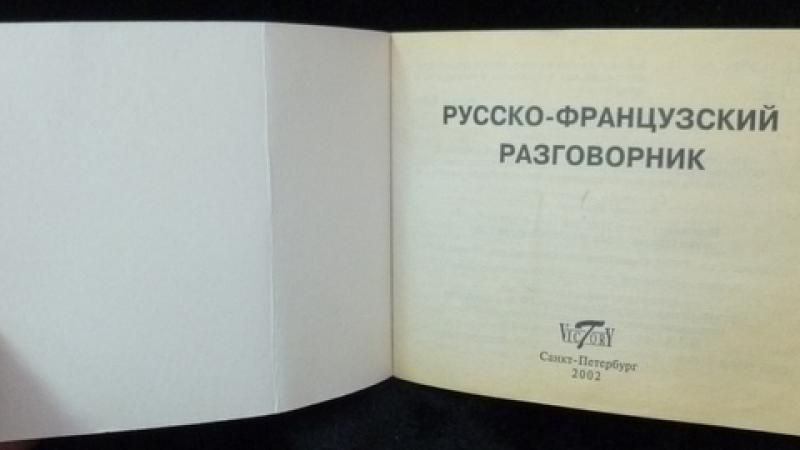 РУССКО-ФРАНЦУЗСКИЙ
РАЗГОВОРНИК
VICTORY
Санкт-Петербург
2002